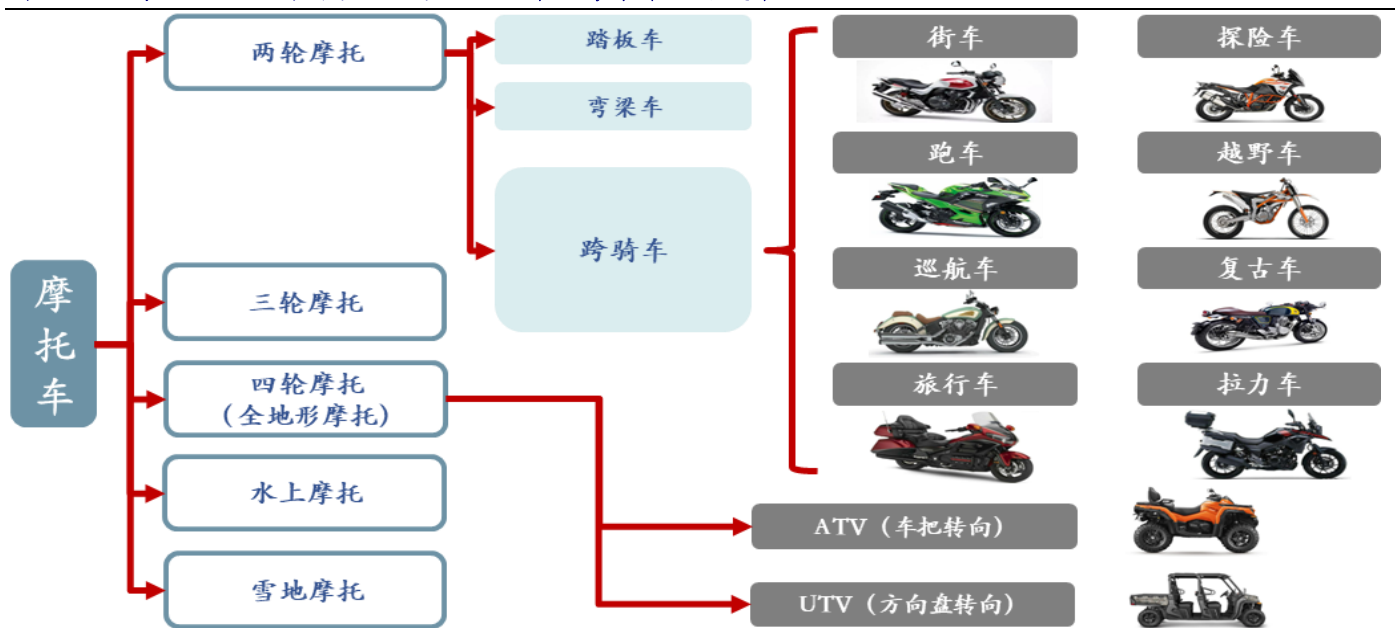 摩托车
两轮摩托
三轮摩托
四轮摩托
(全地形摩托)
水上摩托
雪地摩托
踏板车
弯梁车
跨骑车
街车
探险车
跑车
越野车
巡航车
复古车
旅行车
拉力车
ATV（车把转向）
UTV（方向盘转向）